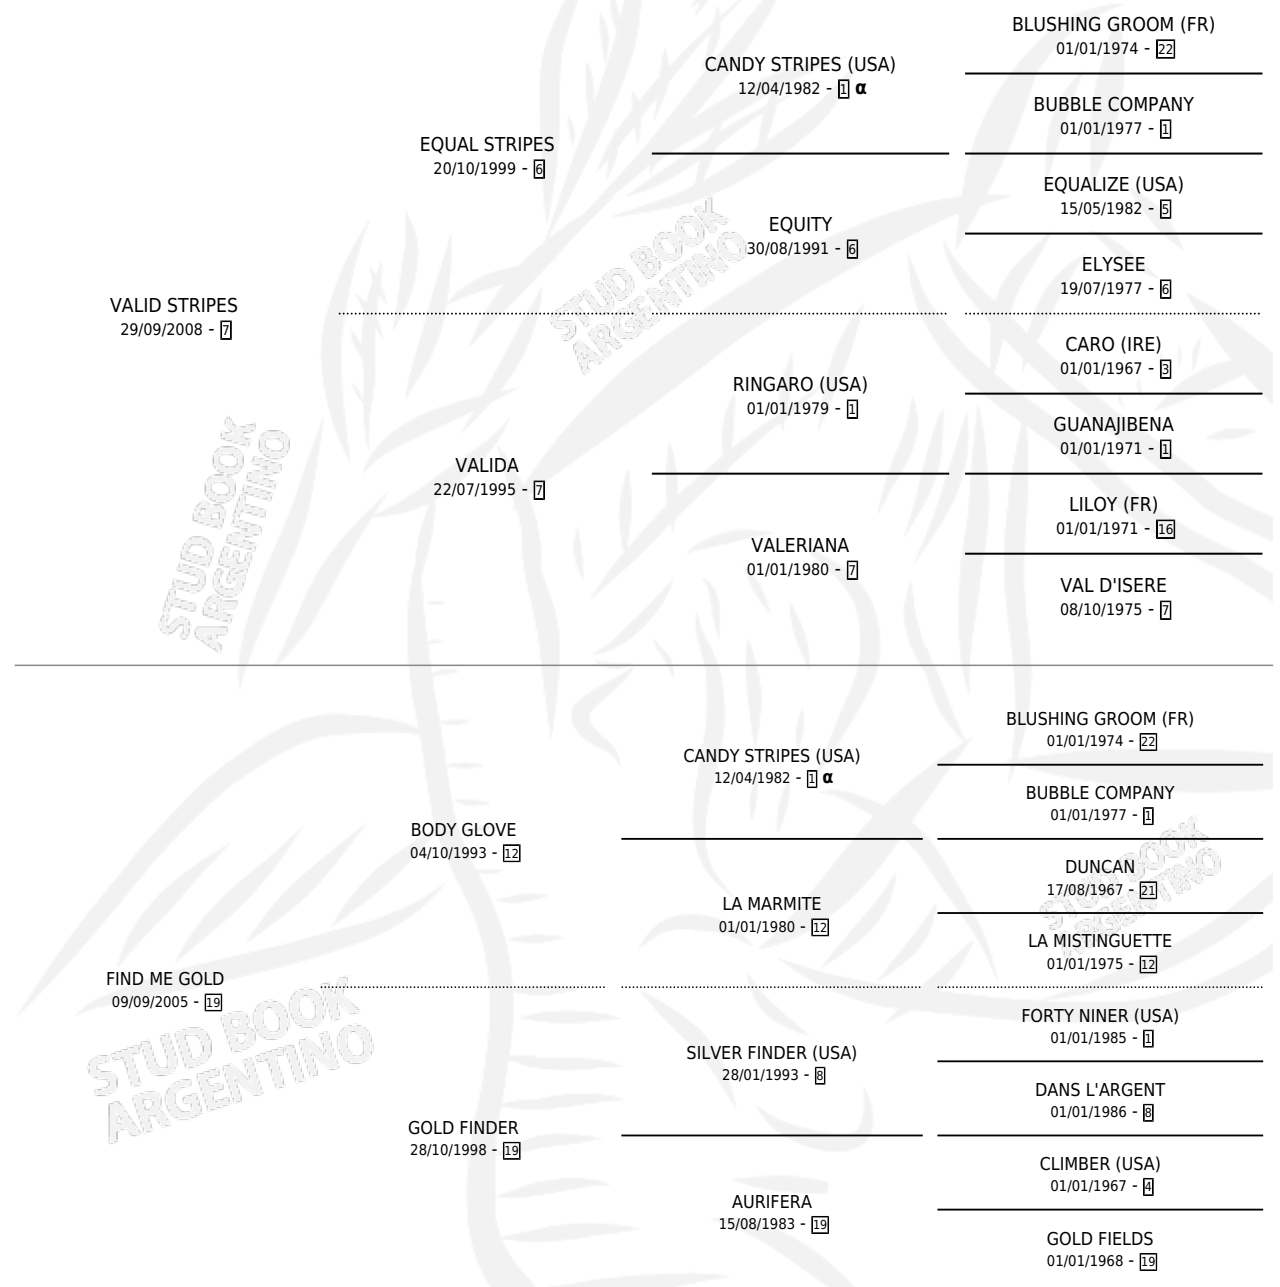 BLUSHING GROOM (FR)
01/01/1974 - 22
CANDY STRIPES (USA)
12/04/1982 - 1 α
BUBBLE COMPANY
01/01/1977 - 1
EQUAL STRIPES
20/10/1999 - 6
EQUALIZE (USA)
15/05/1982 - 5
EQUITY
30/08/1991 - 6
ELYSEE
19/07/1977 - 6
VALID STRIPES
29/09/2008 - 7
CARO (IRE)
01/01/1967 - 3
RINGARO (USA)
01/01/1979 - 1
GUANAJIBENA
01/01/1971 - 1
VALIDA
22/07/1995 - 7
LILOY (FR)
01/01/1971 - 16
VALERIANA
01/01/1980 - 7
VAL D'ISERE
08/10/1975 - 7
STUD BOOK
ARGENTINO
STUD BOOK
ARGENTINO
BLUSHING GROOM (FR)
01/01/1974 - 22
CANDY STRIPES (USA)
12/04/1982 - 1 α
BUBBLE COMPANY
01/01/1977 - 1
BODY GLOVE
04/10/1993 - 12
DUNCAN
17/08/1967 - 21
LA MARMITE
01/01/1980 - 12
LA MISTINGUETTE
01/01/1975 - 12
FIND ME GOLD
09/09/2005 - 19
FORTY NINER (USA)
01/01/1985 - 1
SILVER FINDER (USA)
28/01/1993 - 8
DANS L'ARGENT
01/01/1986 - 8
GOLD FINDER
28/10/1998 - 19
CLIMBER (USA)
01/01/1967 - 4
AURIFERA
15/08/1983 - 19
GOLD FIELDS
01/01/1968 - 19
STUD BOOK
ARGENTINO
STUD BOOK
ARGENTINO